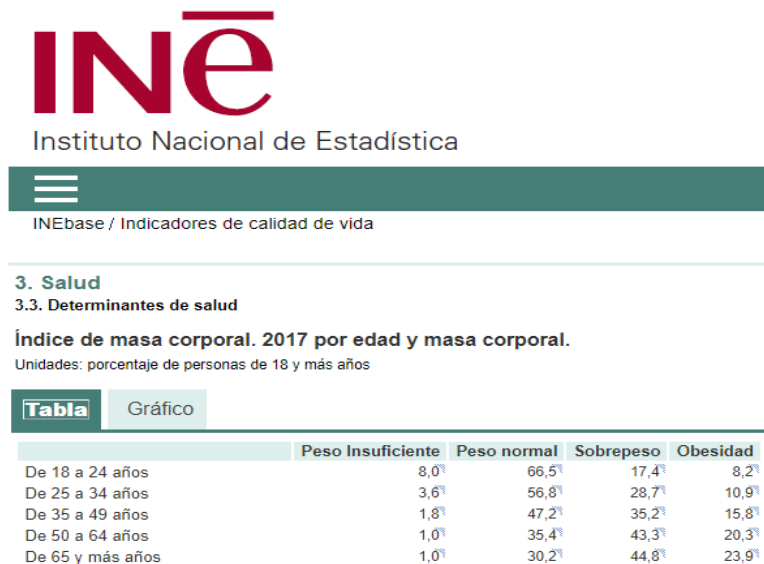 INē
Instituto Nacional de Estadística
INEbase / Indicadores de calidad de vida
3. Salud
3.3. Determinantes de salud
Índice de masa corporal. 2017 por edad y masa corporal.
Unidades: porcentaje de personas de 18 y más años
Tabla Gráfico
Peso Insuficiente Peso normal Sobrepeso Obesidad
De 18 a 24 años 8,0 66,5 17,4 8,2
De 25 a 34 años 3,6 56,8 28,7 10,9
De 35 a 49 años 1,8 47,2 35,2 15,8
De 50 a 64 años 1,0 35,4 43,3 20,3
De 65 y más años 1,0 30,2 44,8 23,9